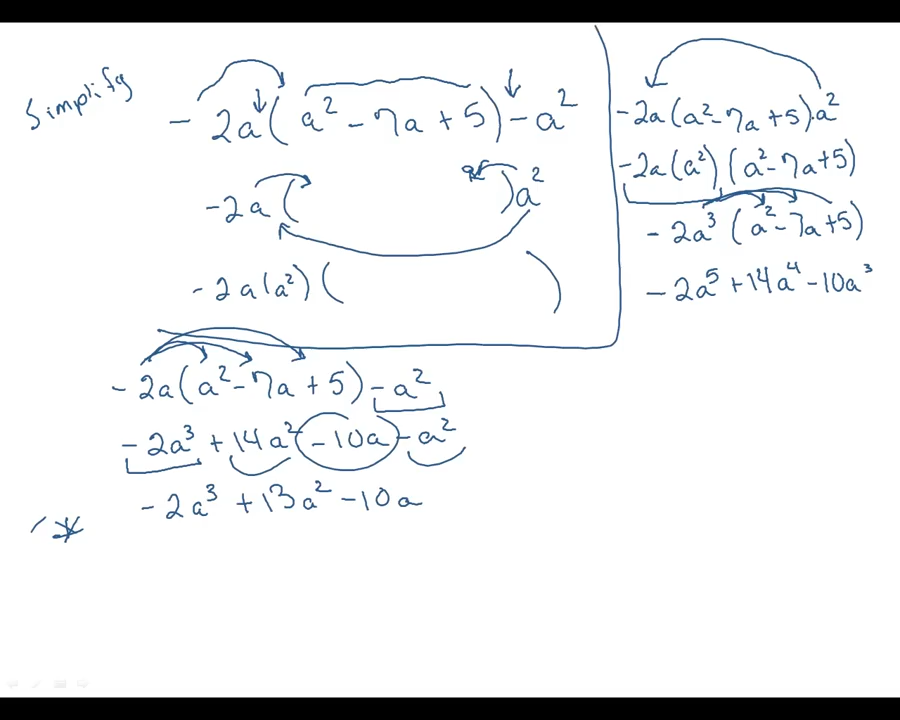 Simplify
- 2a ( a² - 7a + 5 ) - a²
-2a ( ) a²
- 2a(a²) ( )
-2a (a² - 7a + 5) · a²
-2a (a²) (a² - 7a + 5)
- 2a³ (a² - 7a + 5)
- 2a⁵ + 14a⁴ - 10a³
- 2a (a² - 7a + 5) - a²
- 2a³ + 14a² - 10a - a²
- 2a³ + 13a² - 10a